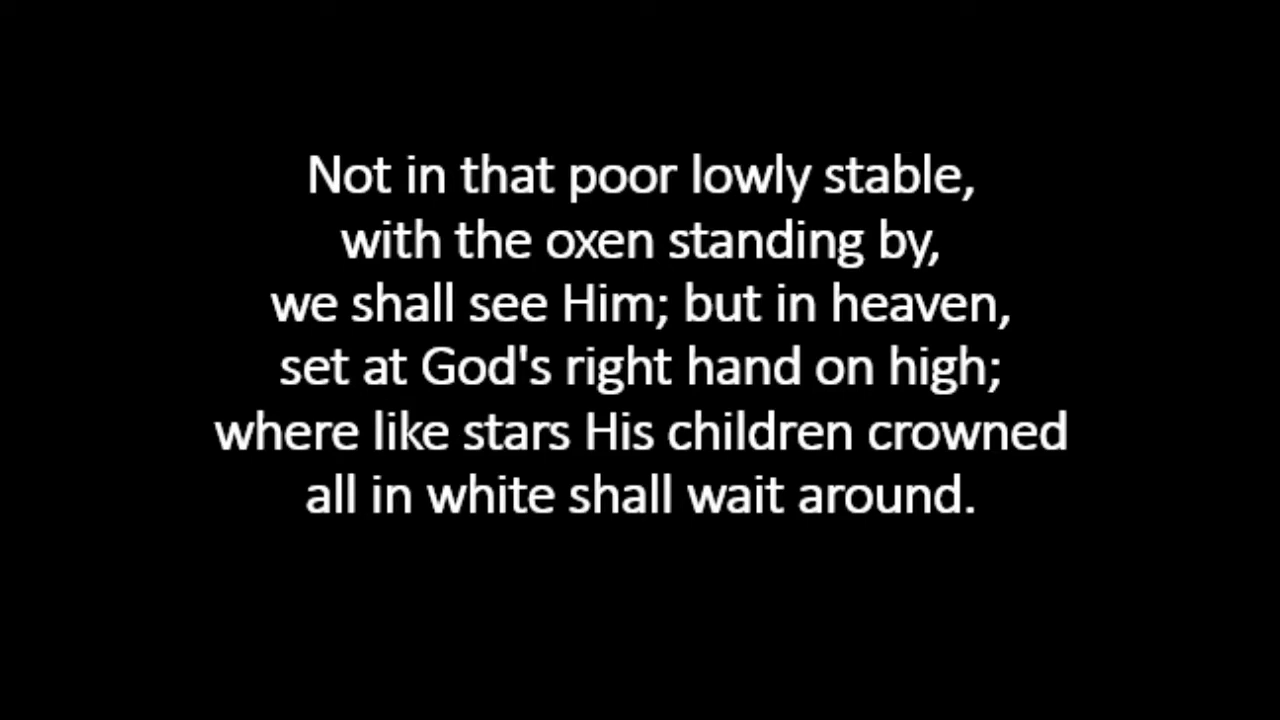 Not in that poor lowly stable,
with the oxen standing by,
we shall see Him; but in heaven,
set at God's right hand on high;
where like stars His children crowned
all in white shall wait around.